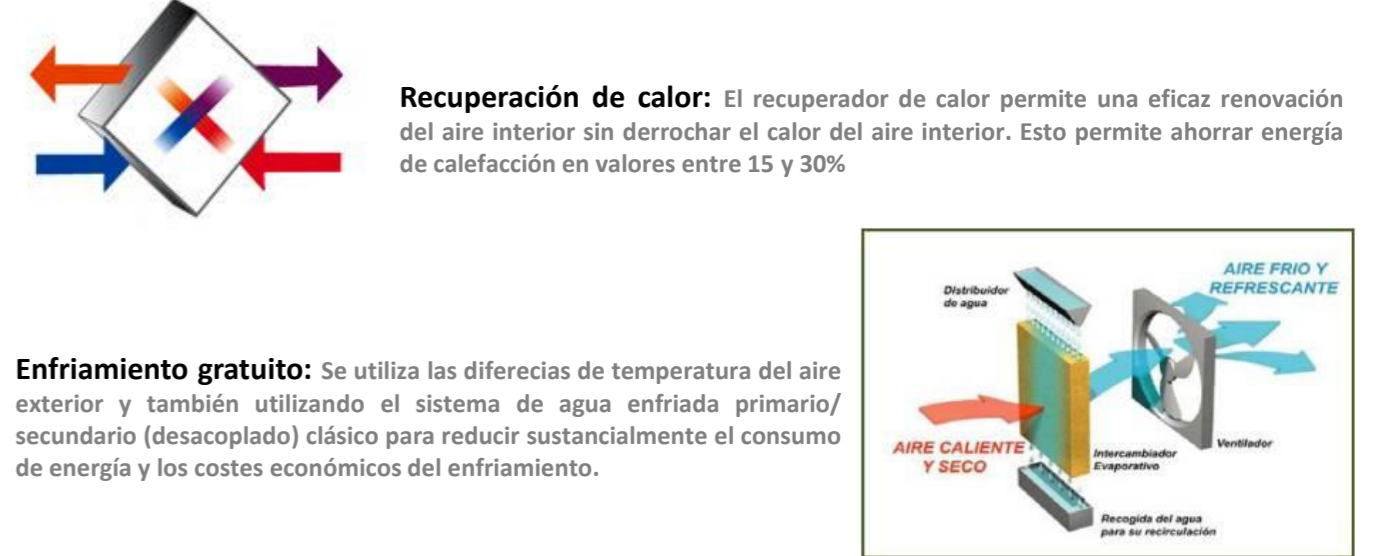 Recuperación de calor: El recuperador de calor permite una eficaz renovación
del aire interior sin derrochar el calor del aire interior. Esto permite ahorrar energía
de calefacción en valores entre 15 y 30%
Enfriamiento gratuito: Se utiliza las diferecias de temperatura del aire
exterior y también utilizando el sistema de agua enfriada primario/
secundario (desacoplado) clásico para reducir sustancialmente el consumo
de energía y los costes económicos del enfriamiento.
Distribuidor
de agua
AIRE FRIO Y
REFRESCANTE
AIRE CALIENTE
Y SECO
Intercambiador
Evaporativo
Ventilador
Recogida del agua
para su recirculación